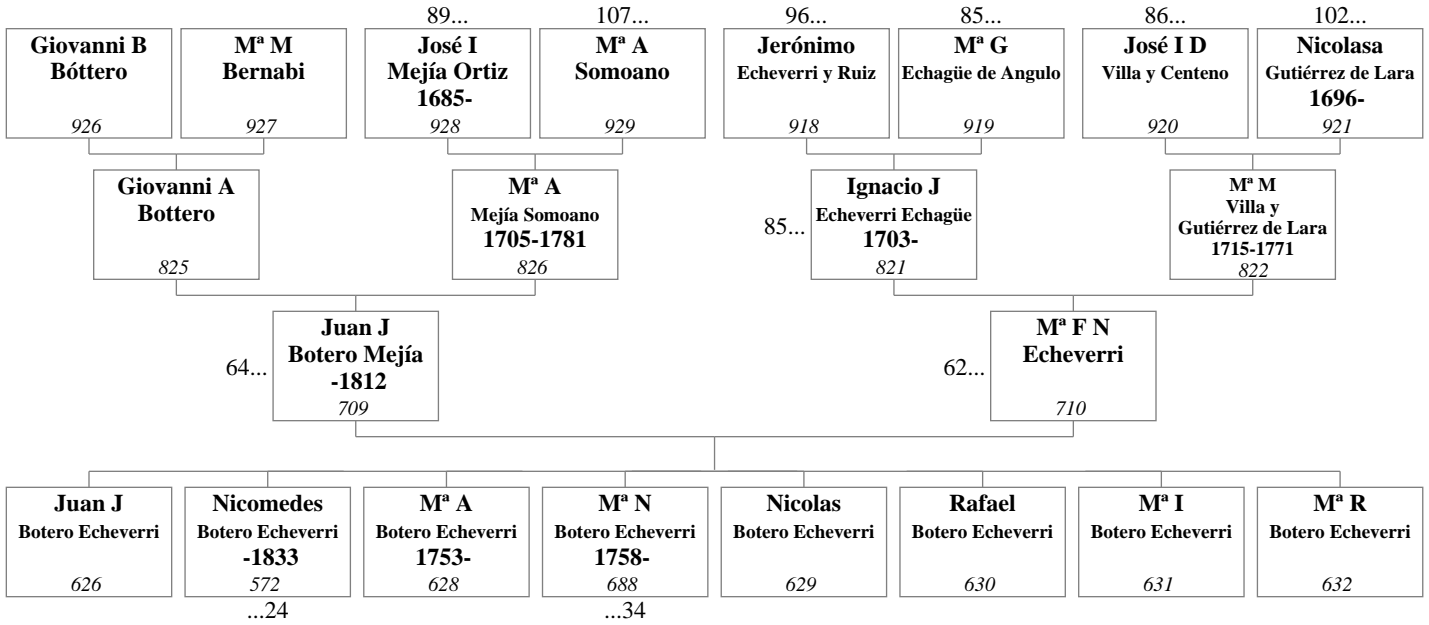 89...
107...
96...
85...
86...
102...
Giovanni B
Bóttero
926
Mª M
Bernabi
927
José I
Mejía Ortiz
1685-
928
Mª A
Somoano
929
Jerónimo
Echeverri y Ruiz
918
Mª G
Echagüe de Angulo
919
José I D
Villa y Centeno
920
Nicolasa
Gutiérrez de Lara
1696-
921
Giovanni A
Bottero
825
Mª A
Mejía Somoano
1705-1781
826
85...
Ignacio J
Echeverri Echagüe
1703-
821
Mª M
Villa y
Gutiérrez de Lara
1715-1771
822
64...
Juan J
Botero Mejía
-1812
709
62...
Mª F N
Echeverri
710
Juan J
Botero Echeverri
626
Nicomedes
Botero Echeverri
-1833
572
...24
Mª A
Botero Echeverri
1753-
628
Mª N
Botero Echeverri
1758-
688
...34
Nicolas
Botero Echeverri
629
Rafael
Botero Echeverri
630
Mª I
Botero Echeverri
631
Mª R
Botero Echeverri
632